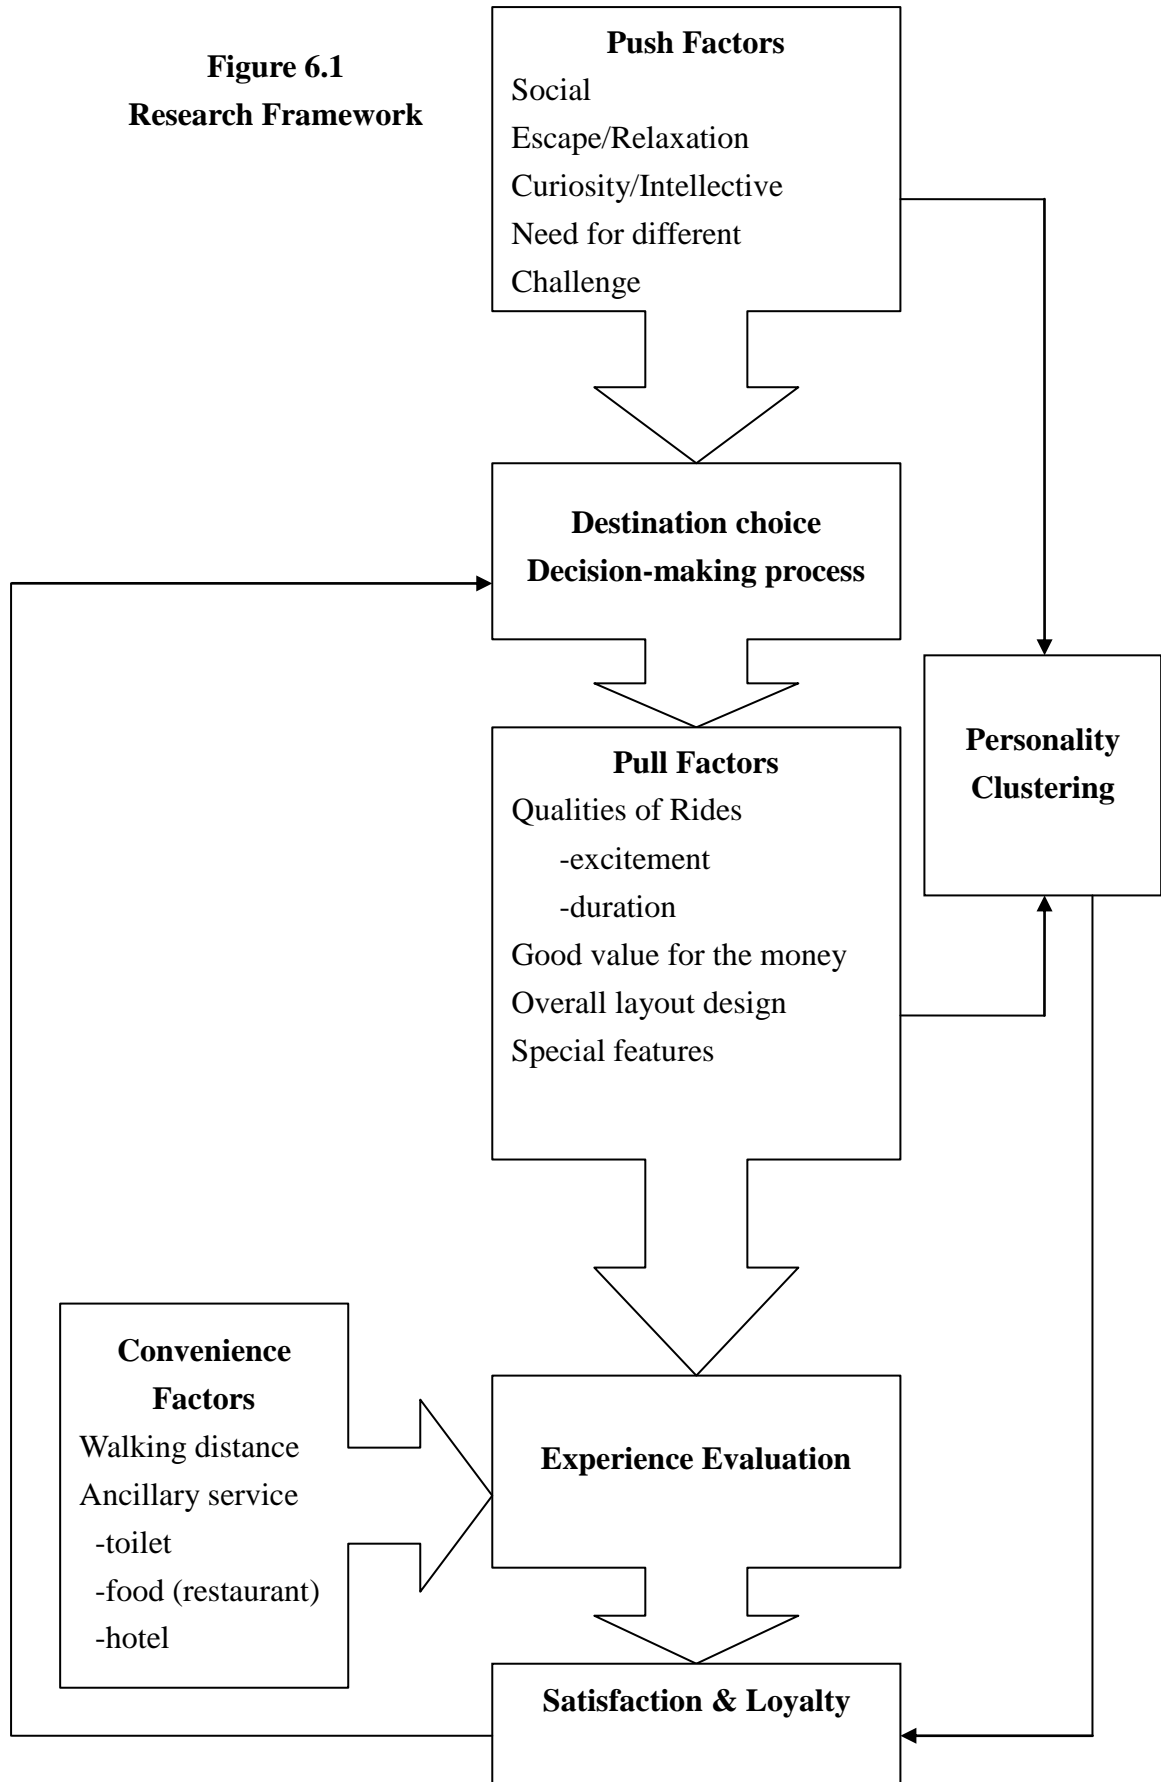 Figure 6.1
Research Framework
Push Factors
Social
Escape/Relaxation
Curiosity/Intellective
Need for different
Challenge
Destination choice
Decision-making process
Personality
Clustering
Pull Factors
Qualities of Rides
-excitement
-duration
Good value for the money
Overall layout design
Special features
Convenience
Factors
Walking distance
Ancillary service
-toilet
-food (restaurant)
-hotel
Experience Evaluation
Satisfaction & Loyalty